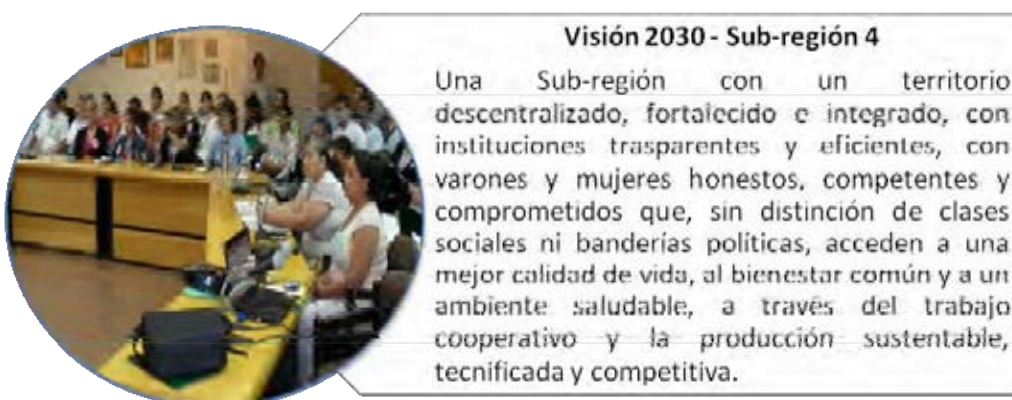 Visión 2030 - Sub-región 4
Una Sub-región con un territorio
descentralizado, fortalecido e integrado, con
instituciones trasparentes y eficientes, con
varones y mujeres honestos, competentes y
comprometidos que, sin distinción de clases
sociales ni banderías políticas, acceden a una
mejor calidad de vida, al bienestar común y a un
ambiente saludable, a través del trabajo
cooperativo y la producción sustentable,
tecnificada y competitiva.